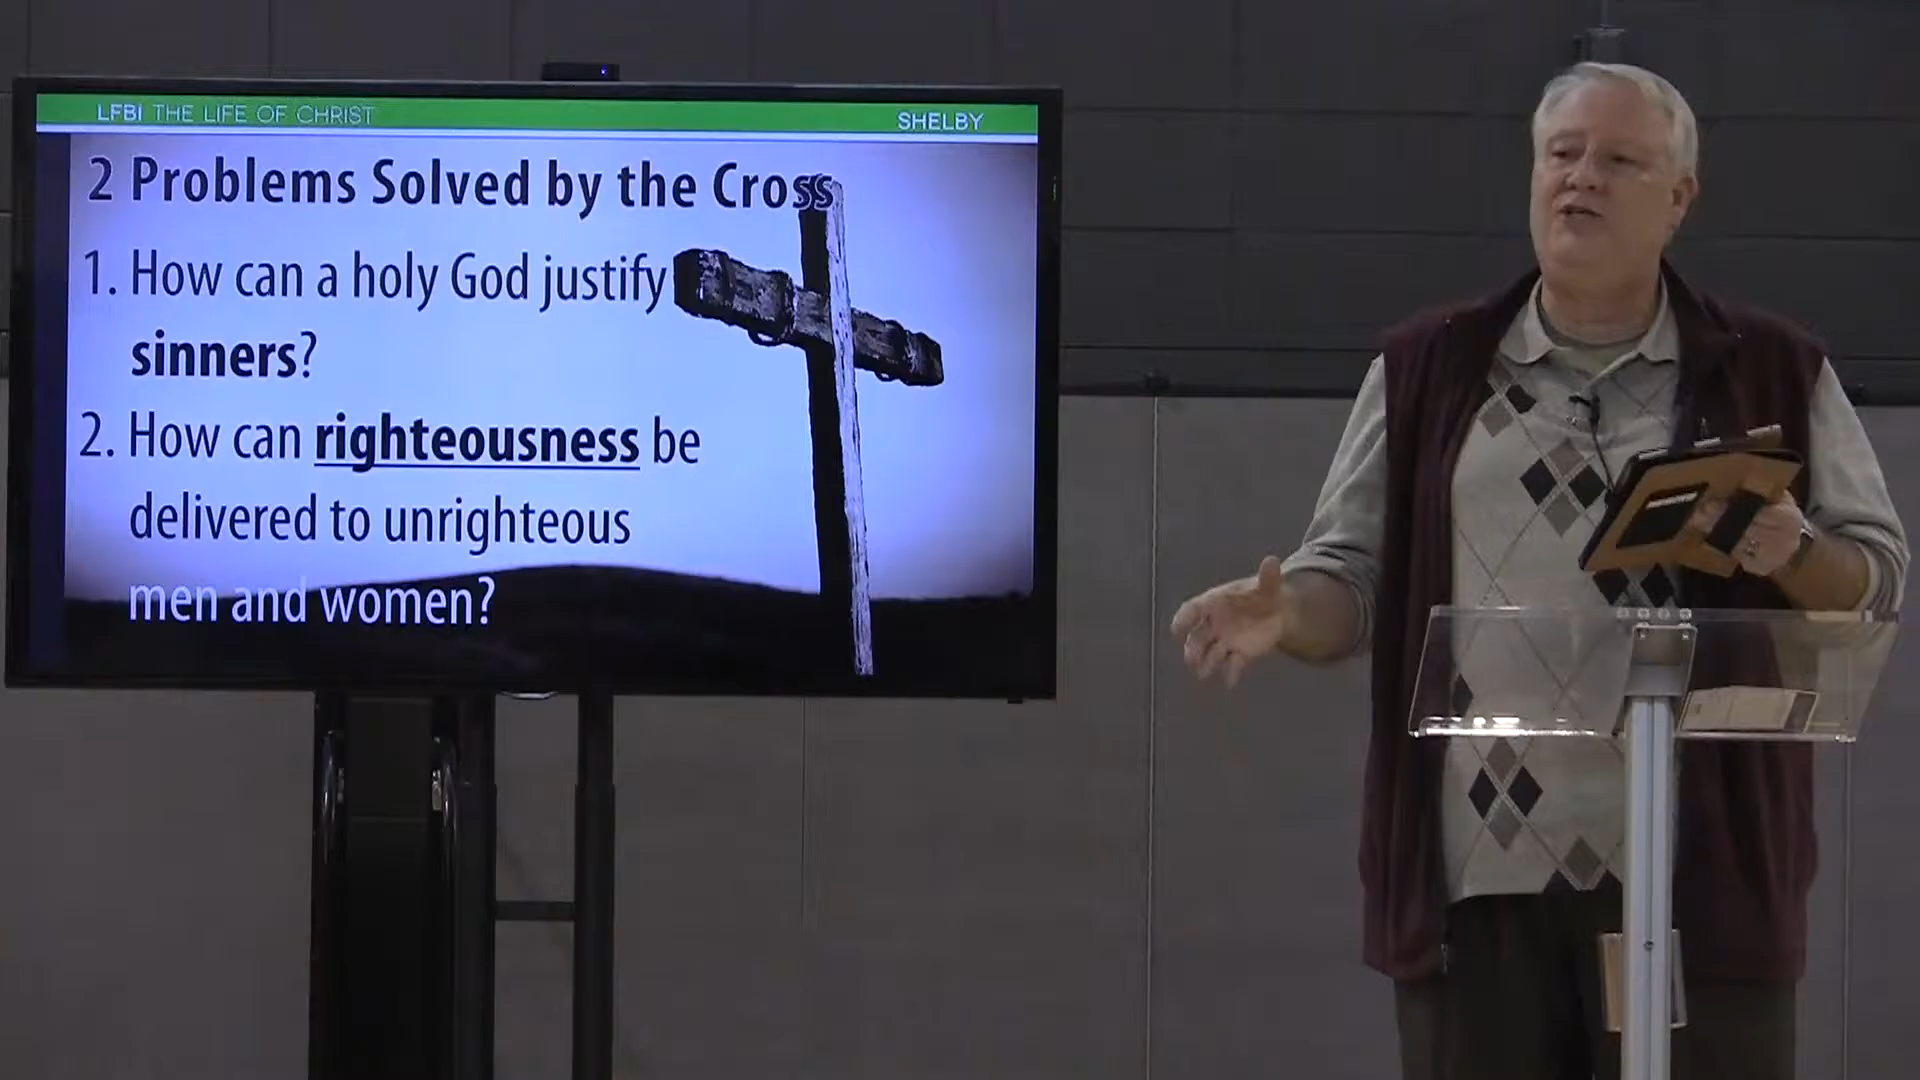 LFBI THE LIFE OF CHRIST
SHELBY
2 Problems Solved by the Cross
1. How can a holy God justify
sinners?
2. How can righteousness be
delivered to unrighteous
men and women?